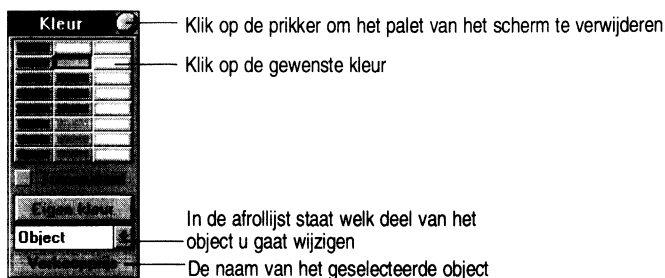 Kleur
Klik op de prikker om het palet van het scherm te verwijderen
Klik op de gewenste kleur
Eigen kleur
In de afrollijst staat welk deel van het
Object
object u gaat wijzigen
De naam van het geselecteerde object